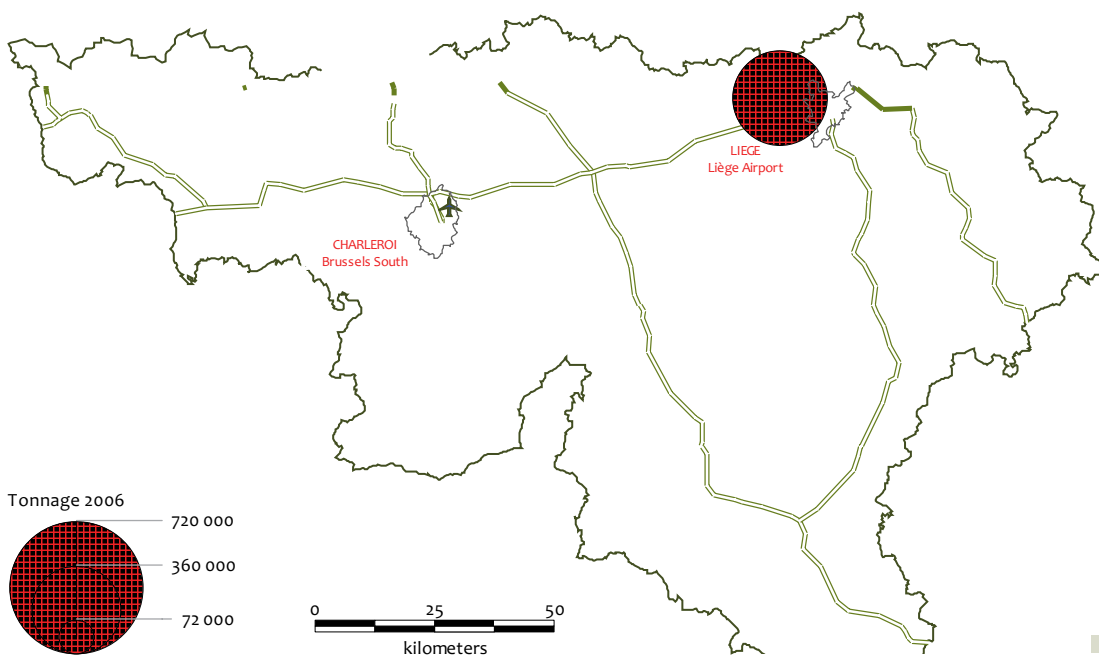 LIEGE
Liège Airport
CHARLEROI
Brussels South
Tonnage 2006
720 000
360 000
72 000
0 25 50
kilometers